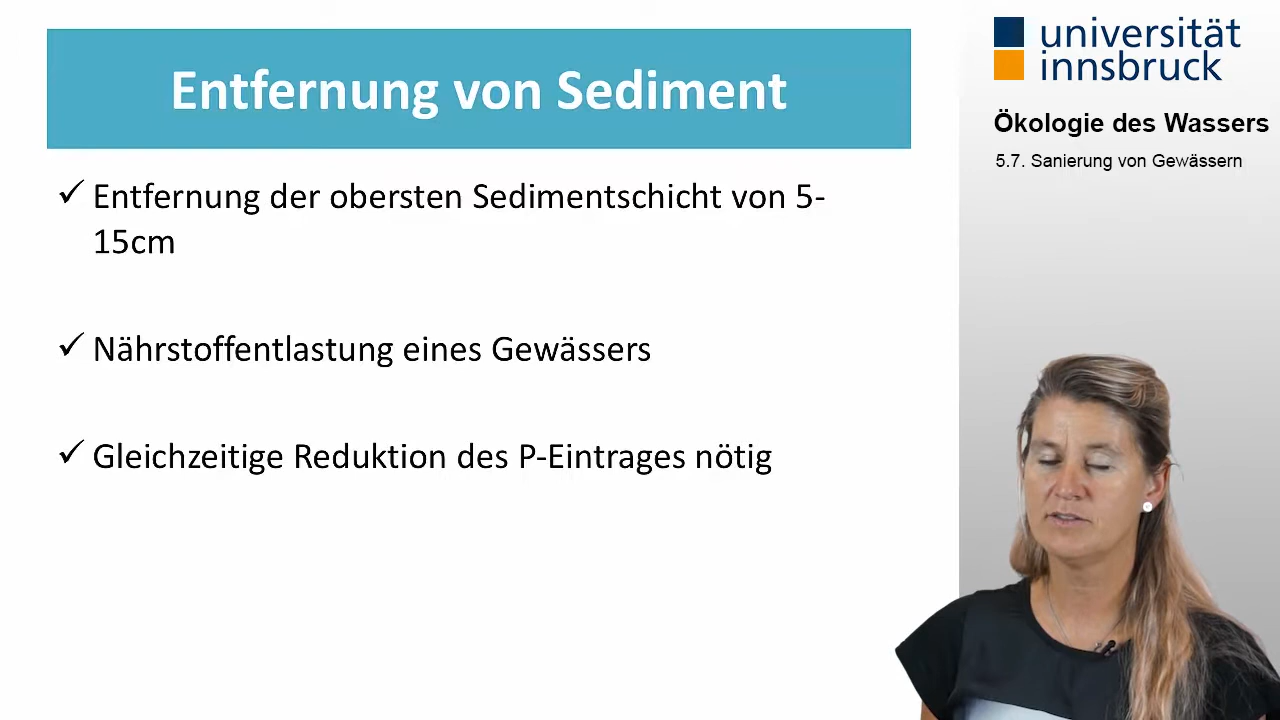 Entfernung von Sediment
✓ Entfernung der obersten Sedimentschicht von 5-
15cm
✓ Nährstoffentlastung eines Gewässers
✓ Gleichzeitige Reduktion des P-Eintrages nötig
universität
innsbruck
Ökologie des Wassers
5.7. Sanierung von Gewässern